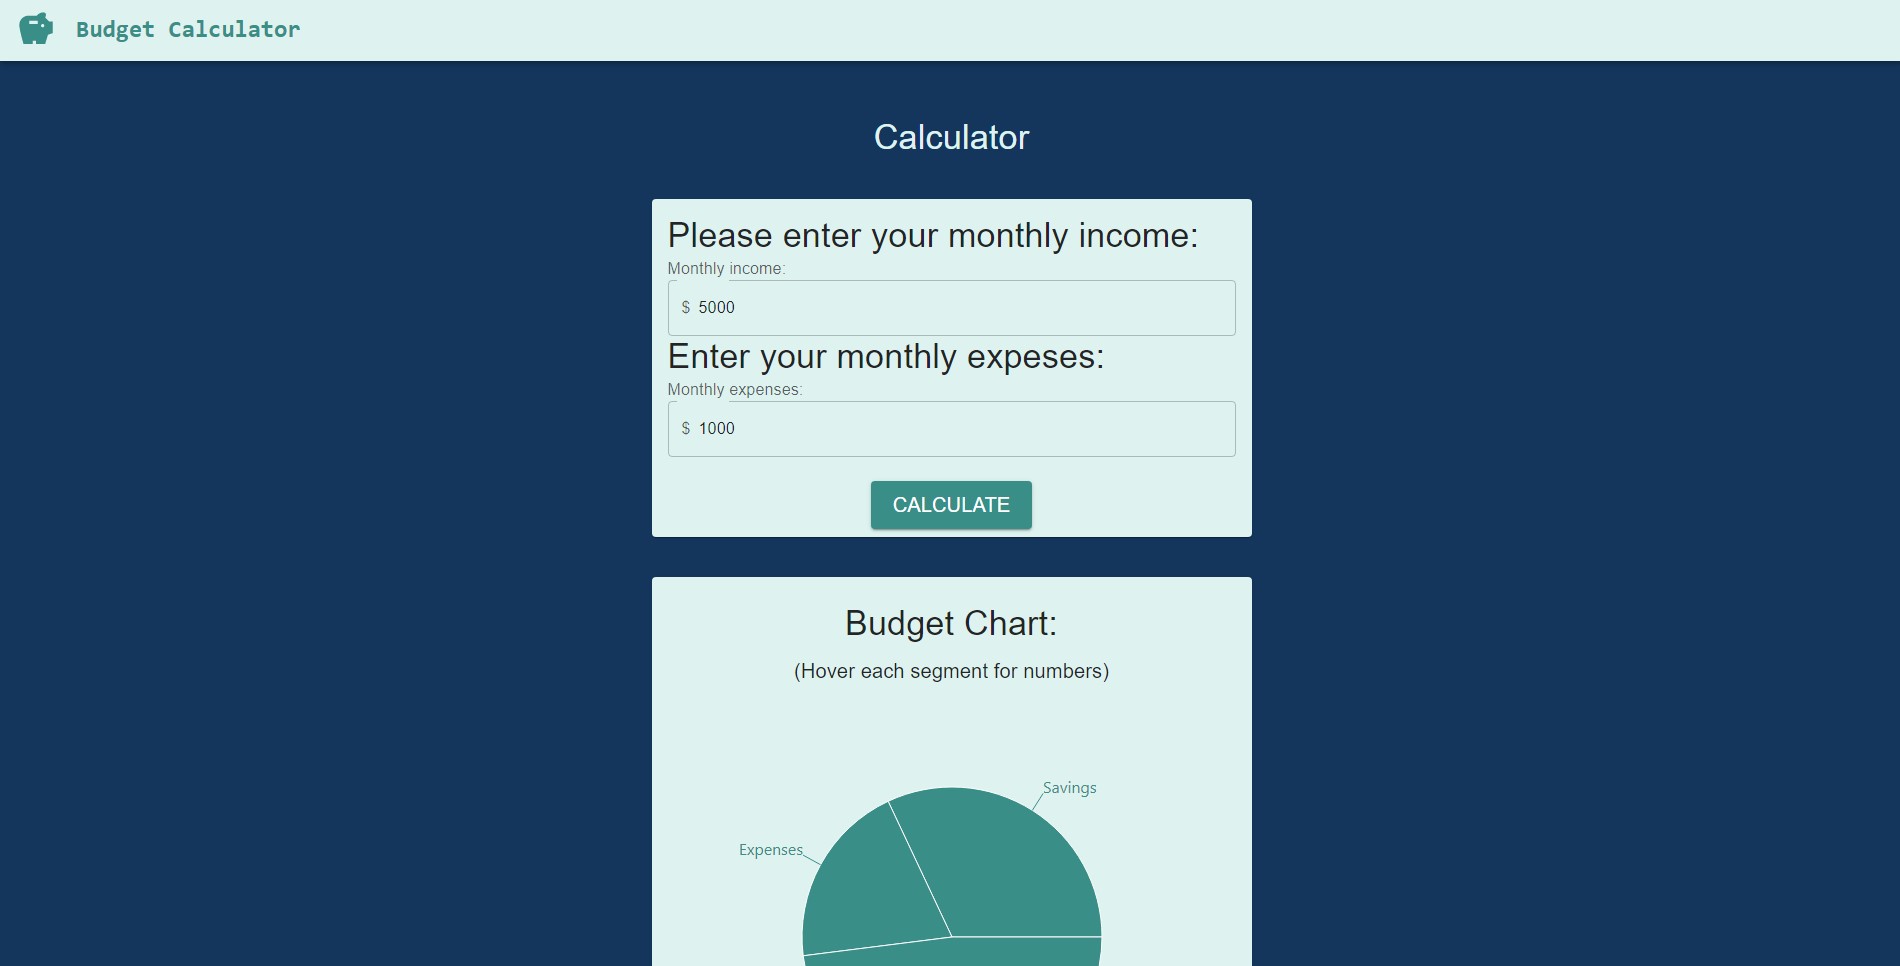 Budget Calculator
Calculator
Please enter your monthly income:
Monthly income:
$ 5000
Enter your monthly expeses:
Monthly expenses:
$ 1000
CALCULATE
Budget Chart:
(Hover each segment for numbers)
Savings
Expenses